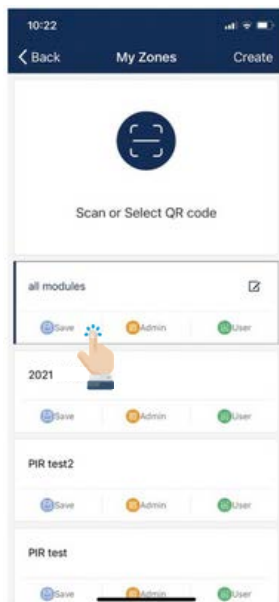 10:22
Back My Zones Create
Scan or Select QR code
all modules
Save Admin User
2021
Save Admin User
PIR test2
Save Admin User
PIR test
Save Admin User